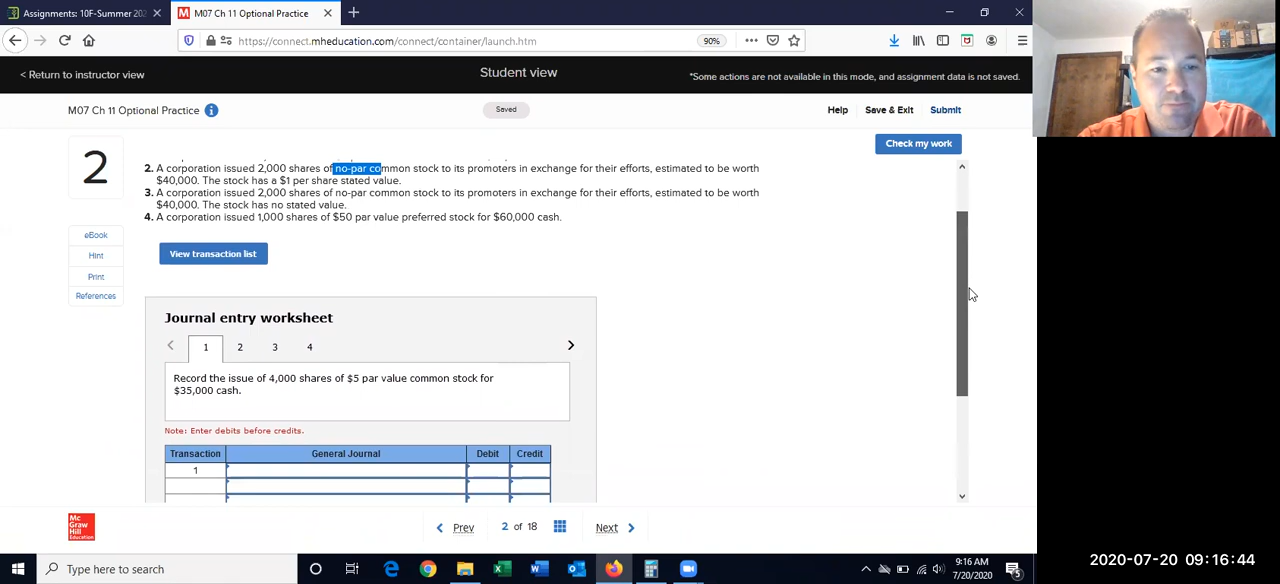 Assignments: 10F-Summer 202
M07 Ch 11 Optional Practice
https://connect.mheducation.com/connect/container/launch.htm
90%
< Return to instructor view
Student view
*Some actions are not available in this mode, and assignment data is not saved.
M07 Ch 11 Optional Practice
Saved
Help
Save & Exit
Submit
Check my work
2
2. A corporation issued 2,000 shares of no-par common stock to its promoters in exchange for their efforts, estimated to be worth
$40,000. The stock has a $1 per share stated value.
3. A corporation issued 2,000 shares of no-par common stock to its promoters in exchange for their efforts, estimated to be worth
$40,000. The stock has no stated value.
4. A corporation issued 1,000 shares of $50 par value preferred stock for $60,000 cash.
eBook
Hint
Print
References
View transaction list
Journal entry worksheet
< 1 2 3 4 >
Record the issue of 4,000 shares of $5 par value common stock for
$35,000 cash.
Note: Enter debits before credits.
Transaction General Journal Debit Credit
1
Mc
Graw
Hill
Education
< Prev 2 of 18 Next >
Type here to search
9:16 AM
7/20/2020
5
2020-07-20 09:16:44